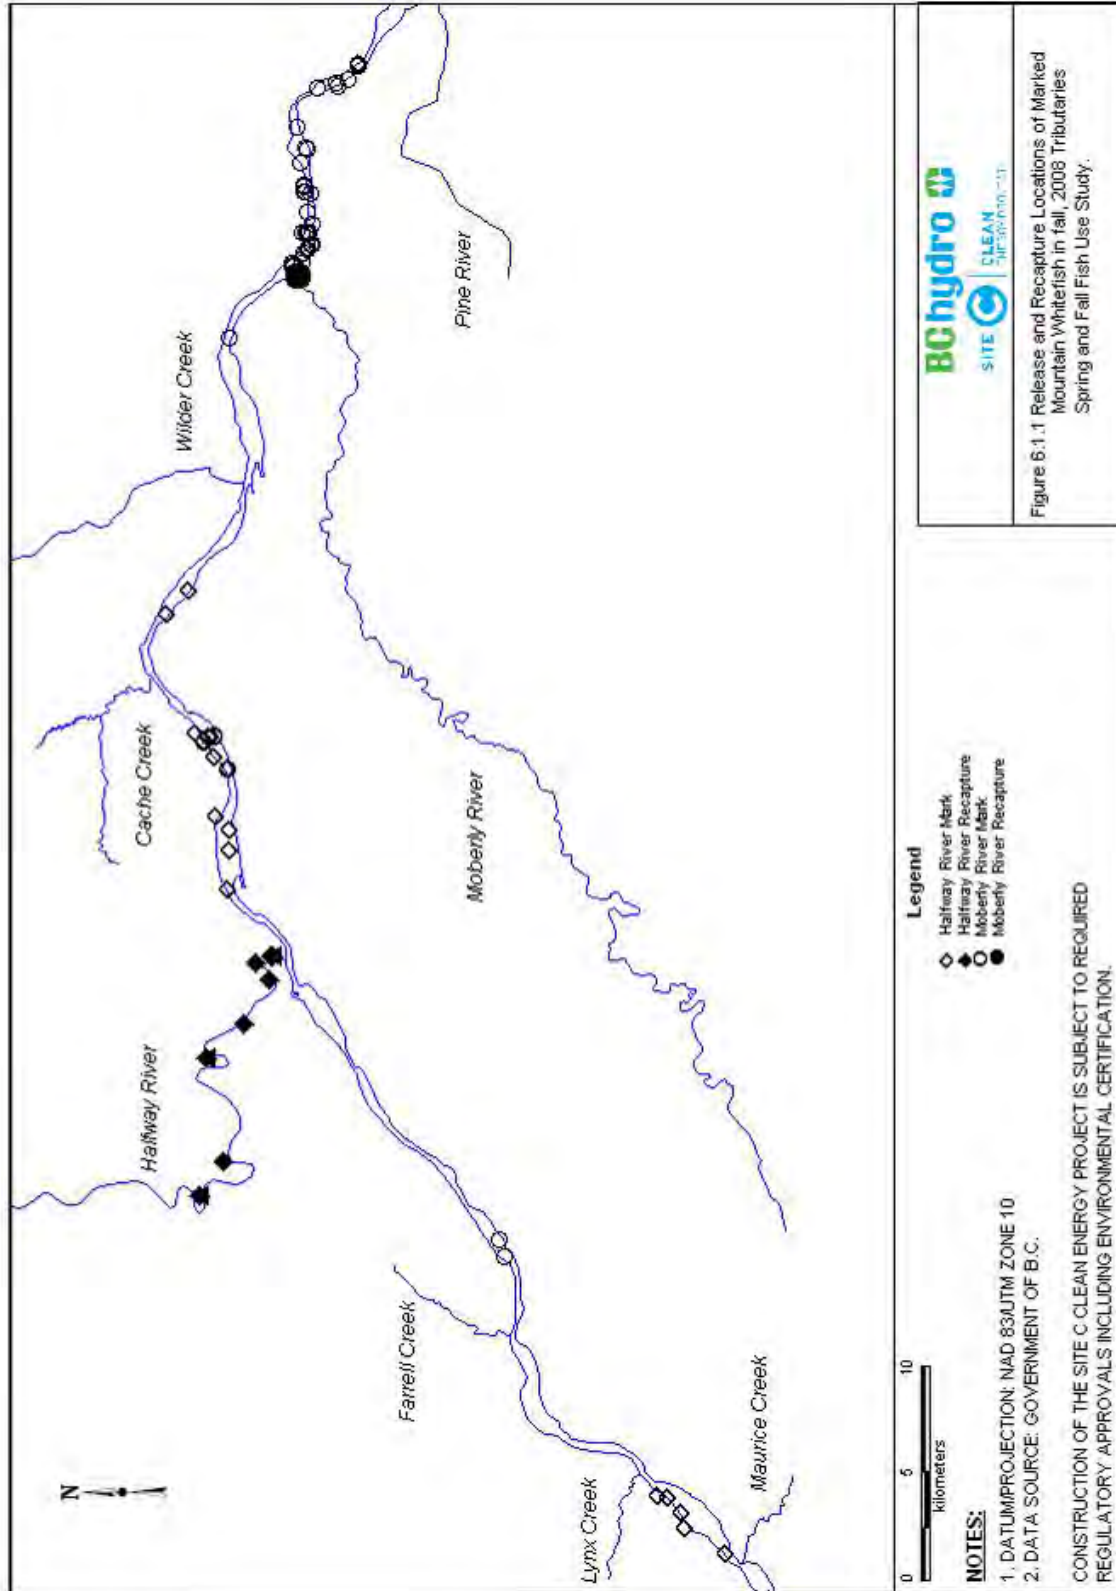 N
Halfway River
Cache Creek
Wilder Creek
Farrell Creek
Lynx Creek
Maurice Creek
Moberly River
Pine River
0 5 10
kilometers
Legend
Halfway River Mark
Halfway River Recapture
Moberly River Mark
Moberly River Recapture
NOTES:
1. DATUM/PROJECTION: NAD 83/UTM ZONE 10
2. DATA SOURCE: GOVERNMENT OF B.C.
CONSTRUCTION OF THE SITE C CLEAN ENERGY PROJECT IS SUBJECT TO REQUIRED
REGULATORY APPROVALS INCLUDING ENVIRONMENTAL CERTIFICATION.
BC hydro
SITE C CLEAN
Figure 6.1.1 Release and Recapture Locations of Marked
Mountain Whitefish in fall, 2008 Tributaries
Spring and Fall Fish Use Study.